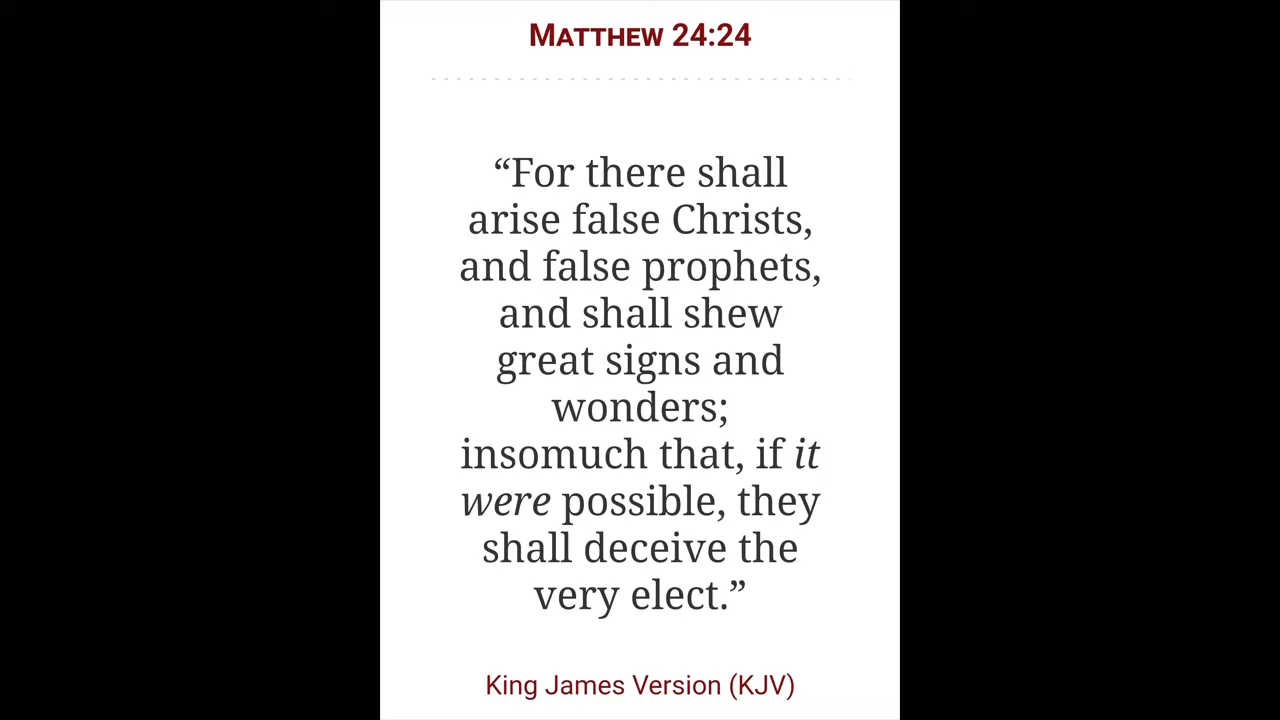 MATTHEW 24:24
“For there shall
arise false Christs,
and false prophets,
and shall shew
great signs and
wonders;
insomuch that, if it
were possible, they
shall deceive the
very elect.”
King James Version (KJV)